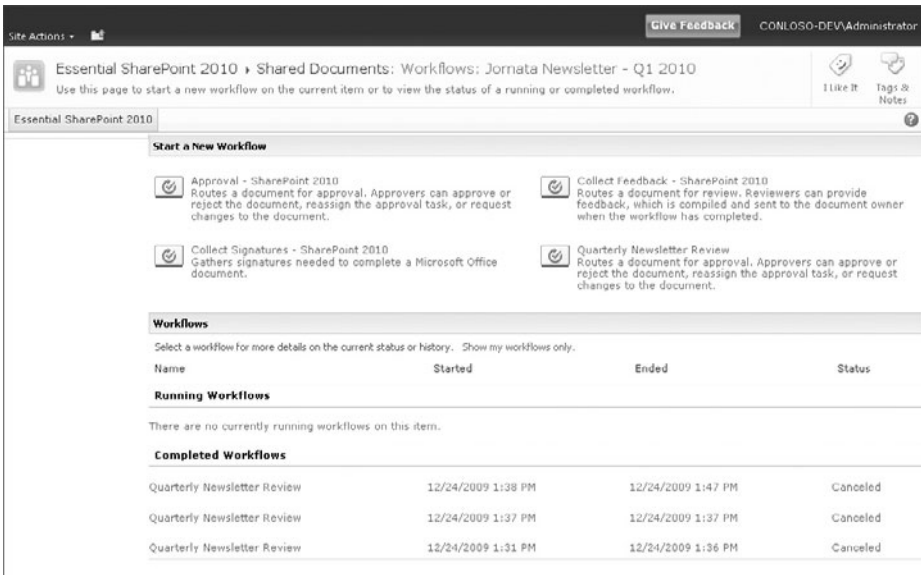 Site Actions
Give Feedback
CONLOSO-DEV\Administrator
Essential SharePoint 2010 ▸ Shared Documents: Workflows: Jornata Newsletter - Q1 2010
Use this page to start a new workflow on the current item or to view the status of a running or completed workflow.
I Like It
Tags &
Notes
Essential SharePoint 2010
Start a New Workflow
Approval - SharePoint 2010
Routes a document for approval. Approvers can approve or
reject the document, reassign the approval task, or request
changes to the document.
Collect Feedback - SharePoint 2010
Routes a document for review. Reviewers can provide
feedback, which is compiled and sent to the document owner
when the workflow has completed.
Collect Signatures - SharePoint 2010
Gathers signatures needed to complete a Microsoft Office
document.
Quarterly Newsletter Review
Routes a document for approval. Approvers can approve or
reject the document, reassign the approval task, or request
changes to the document.
Workflows
Select a workflow for more details on the current status or history. Show my workflows only.
Name Started Ended Status
Running Workflows
There are no currently running workflows on this item.
Completed Workflows
Quarterly Newsletter Review 12/24/2009 1:38 PM 12/24/2009 1:47 PM Canceled
Quarterly Newsletter Review 12/24/2009 1:37 PM 12/24/2009 1:37 PM Canceled
Quarterly Newsletter Review 12/24/2009 1:31 PM 12/24/2009 1:36 PM Canceled